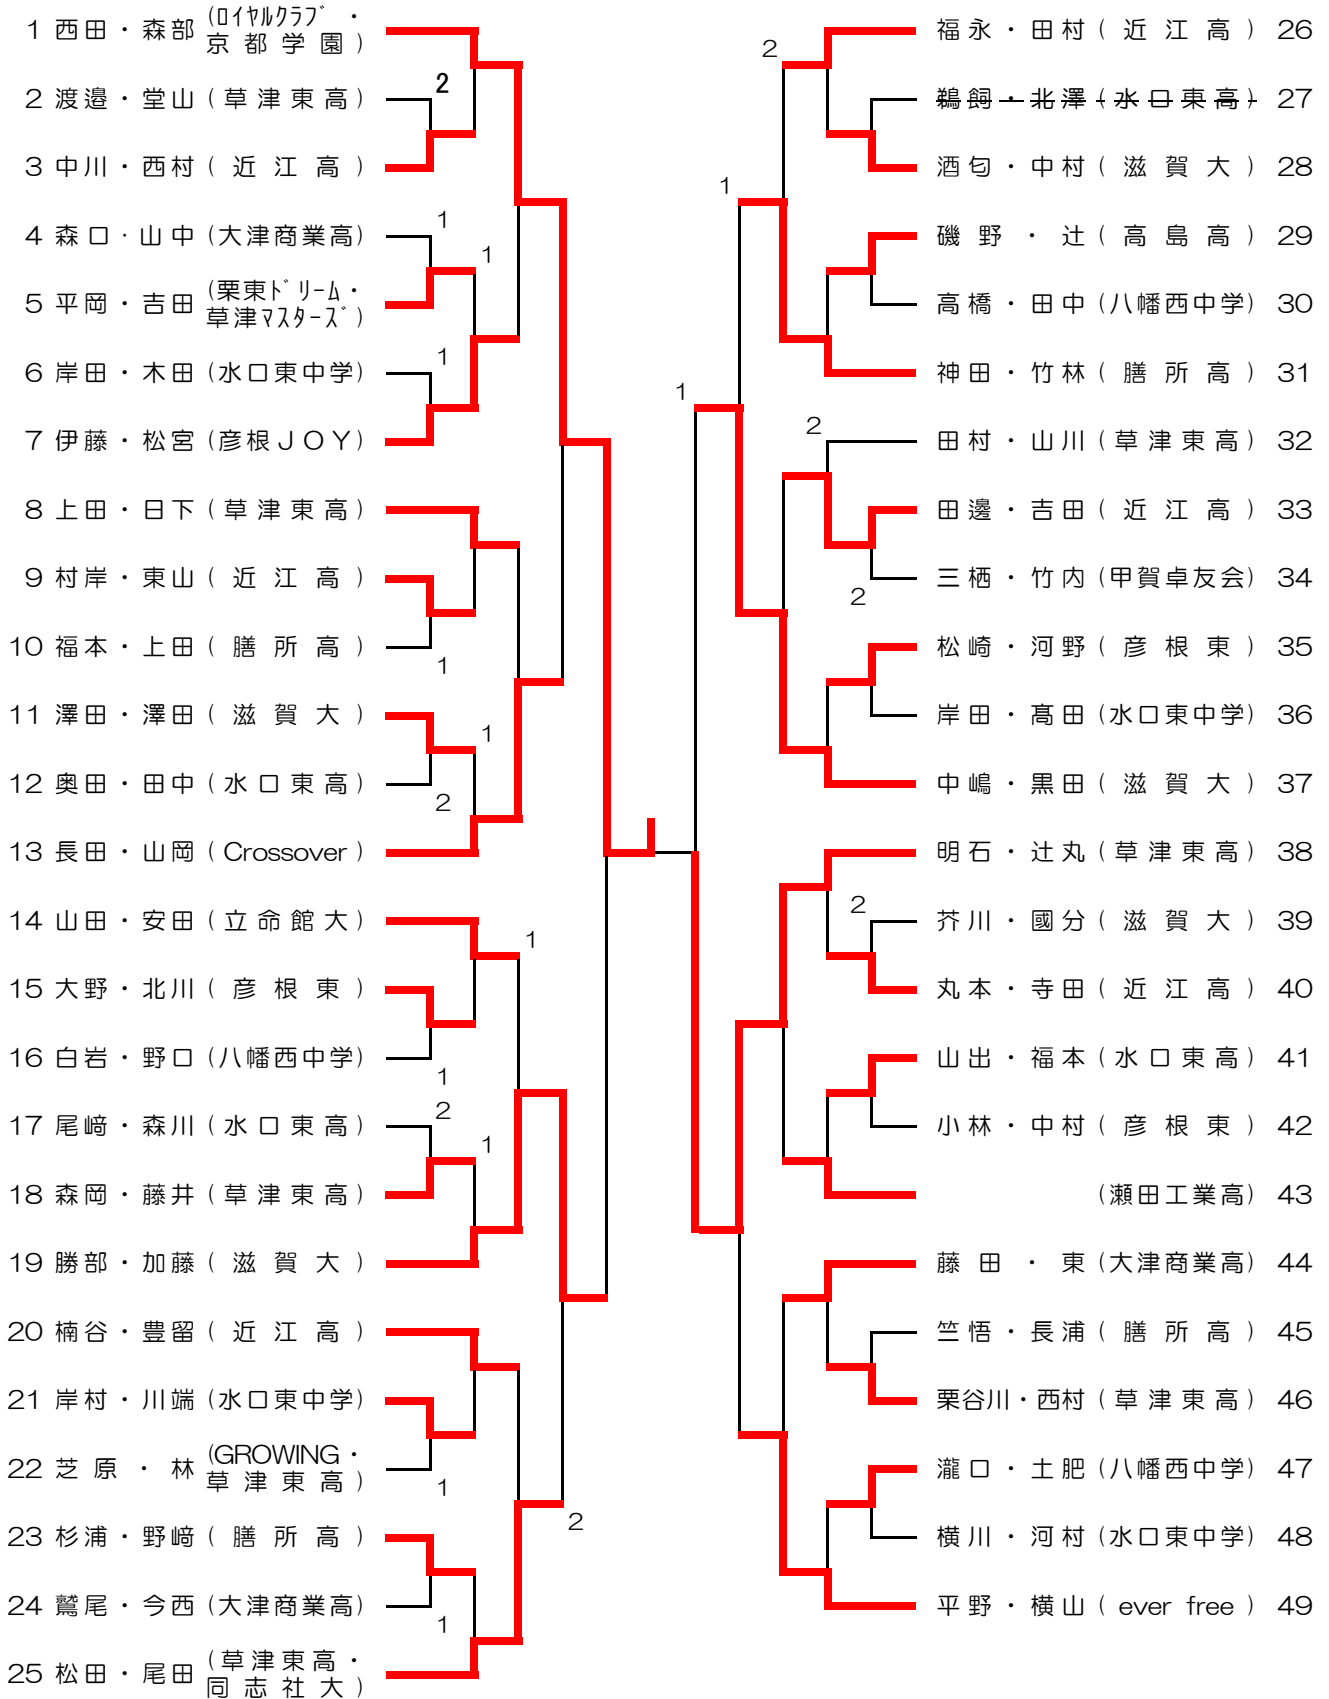 1 西田・森部 (ﾛｲﾔﾙｸﾗﾌﾞ・京都学園)
2 渡邉・堂山 (草津東高)
2
3 中川・西村 (近江高)
4 森口・山中 (大津商業高)
1
1
5 平岡・吉田 (栗東ﾄﾞﾘｰﾑ・草津ﾏｽﾀｰｽﾞ)
6 岸田・木田 (水口東中学)
1
7 伊藤・松宮 (彦根ＪＯＹ)
8 上田・日下 (草津東高)
9 村岸・東山 (近江高)
10 福本・上田 (膳所高)
1
11 澤田・澤田 (滋賀大)
1
12 奥田・田中 (水口東高)
2
13 長田・山岡 (Crossover)
14 山田・安田 (立命館大)
1
15 大野・北川 (彦根東)
16 白岩・野口 (八幡西中学)
1
17 尾﨑・森川 (水口東高)
2
1
18 森岡・藤井 (草津東高)
19 勝部・加藤 (滋賀大)
20 楠谷・豊留 (近江高)
21 岸村・川端 (水口東中学)
22 芝原・林 (GROWING・草津東高)
1
23 杉浦・野﨑 (膳所高)
2
24 鷲尾・今西 (大津商業高)
1
25 松田・尾田 (草津東高・同志社大)
福永・田村 (近江高) 26
2
鵜飼・北澤 (水口東高) 27
酒匂・中村 (滋賀大) 28
1
磯野・辻 (高島高) 29
高橋・田中 (八幡西中学) 30
神田・竹林 (膳所高) 31
1
田村・山川 (草津東高) 32
2
田邊・吉田 (近江高) 33
三栖・竹内 (甲賀卓友会) 34
2
松崎・河野 (彦根東) 35
岸田・髙田 (水口東中学) 36
中嶋・黒田 (滋賀大) 37
明石・辻丸 (草津東高) 38
2
芥川・國分 (滋賀大) 39
丸本・寺田 (近江高) 40
山出・福本 (水口東高) 41
小林・中村 (彦根東) 42
(瀬田工業高) 43
藤田・東 (大津商業高) 44
竺悟・長浦 (膳所高) 45
栗谷川・西村 (草津東高) 46
瀧口・土肥 (八幡西中学) 47
横川・河村 (水口東中学) 48
平野・横山 (ever free) 49